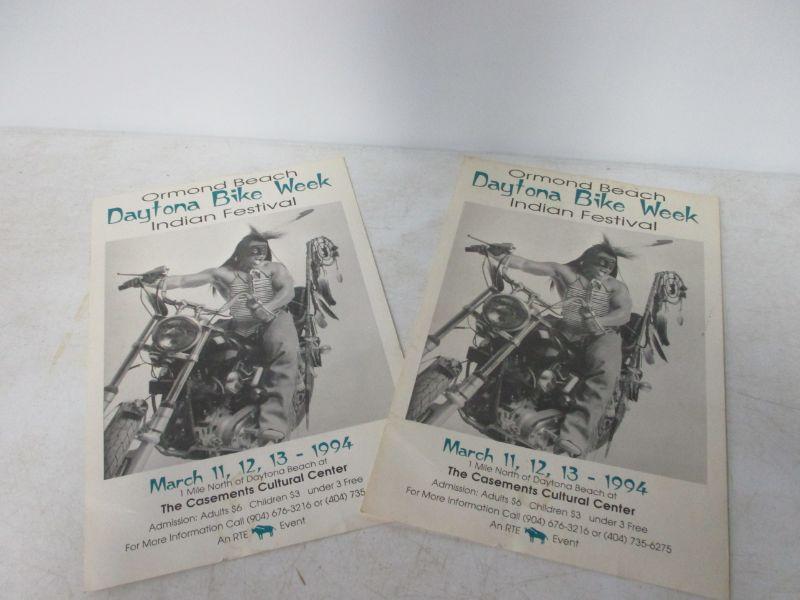 Ormond Beach
Daytona Bike Week
Indian Festival
March 11, 12, 13 - 1994
1 Mile North of Daytona Beach at
The Casements Cultural Center
Admission: Adults $6 Children $3 under 3 Free
For More Information Call (904) 676-3216 or (404) 735
An RTE Event
Ormond Beach
Daytona Bike Week
Indian Festival
March 11, 12, 13 - 1994
1 Mile North of Daytona Beach at
The Casements Cultural Center
Admission: Adults $6 Children $3 under 3 Free
For More Information Call (904) 676-3216 or (404) 735-6275
An RTE Event